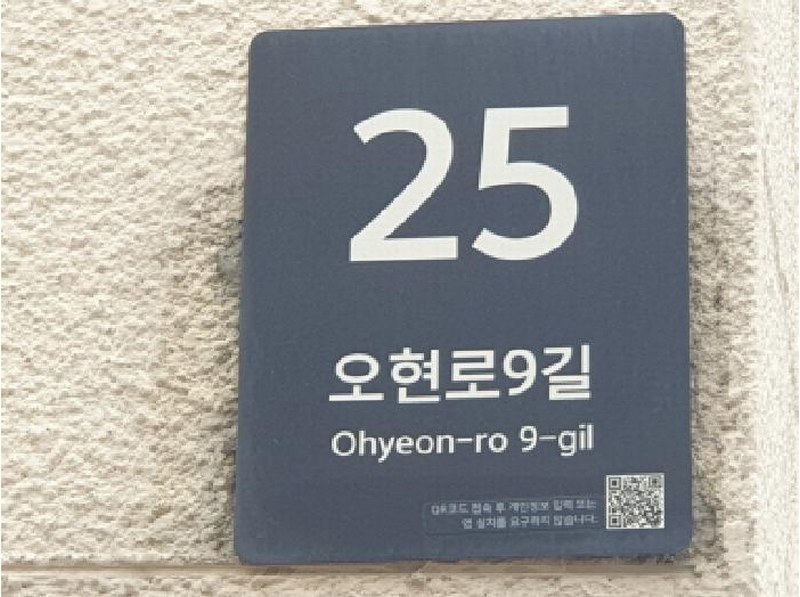 25
오현로9길
Ohyeon-ro 9-gil
QR코드 접속 후 개인정보 입력 또는
앱 설치를 요구하지 않습니다.